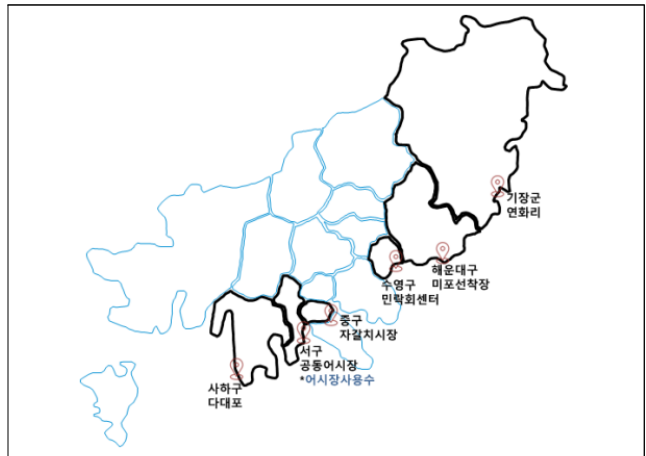 기장군
연화리
해운대구
미포선착장
수영구
민락회센터
중구
자갈치시장
서구
공동어시장
*어시장사용수
사하구
다대포